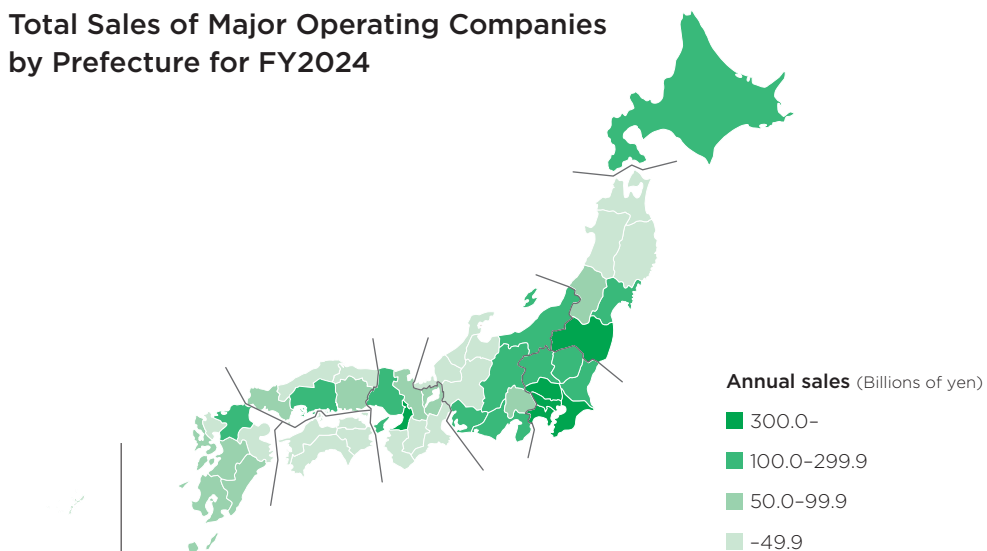 Total Sales of Major Operating Companies
by Prefecture for FY2024
Annual sales (Billions of yen)
300.0–
100.0–299.9
50.0–99.9
–49.9